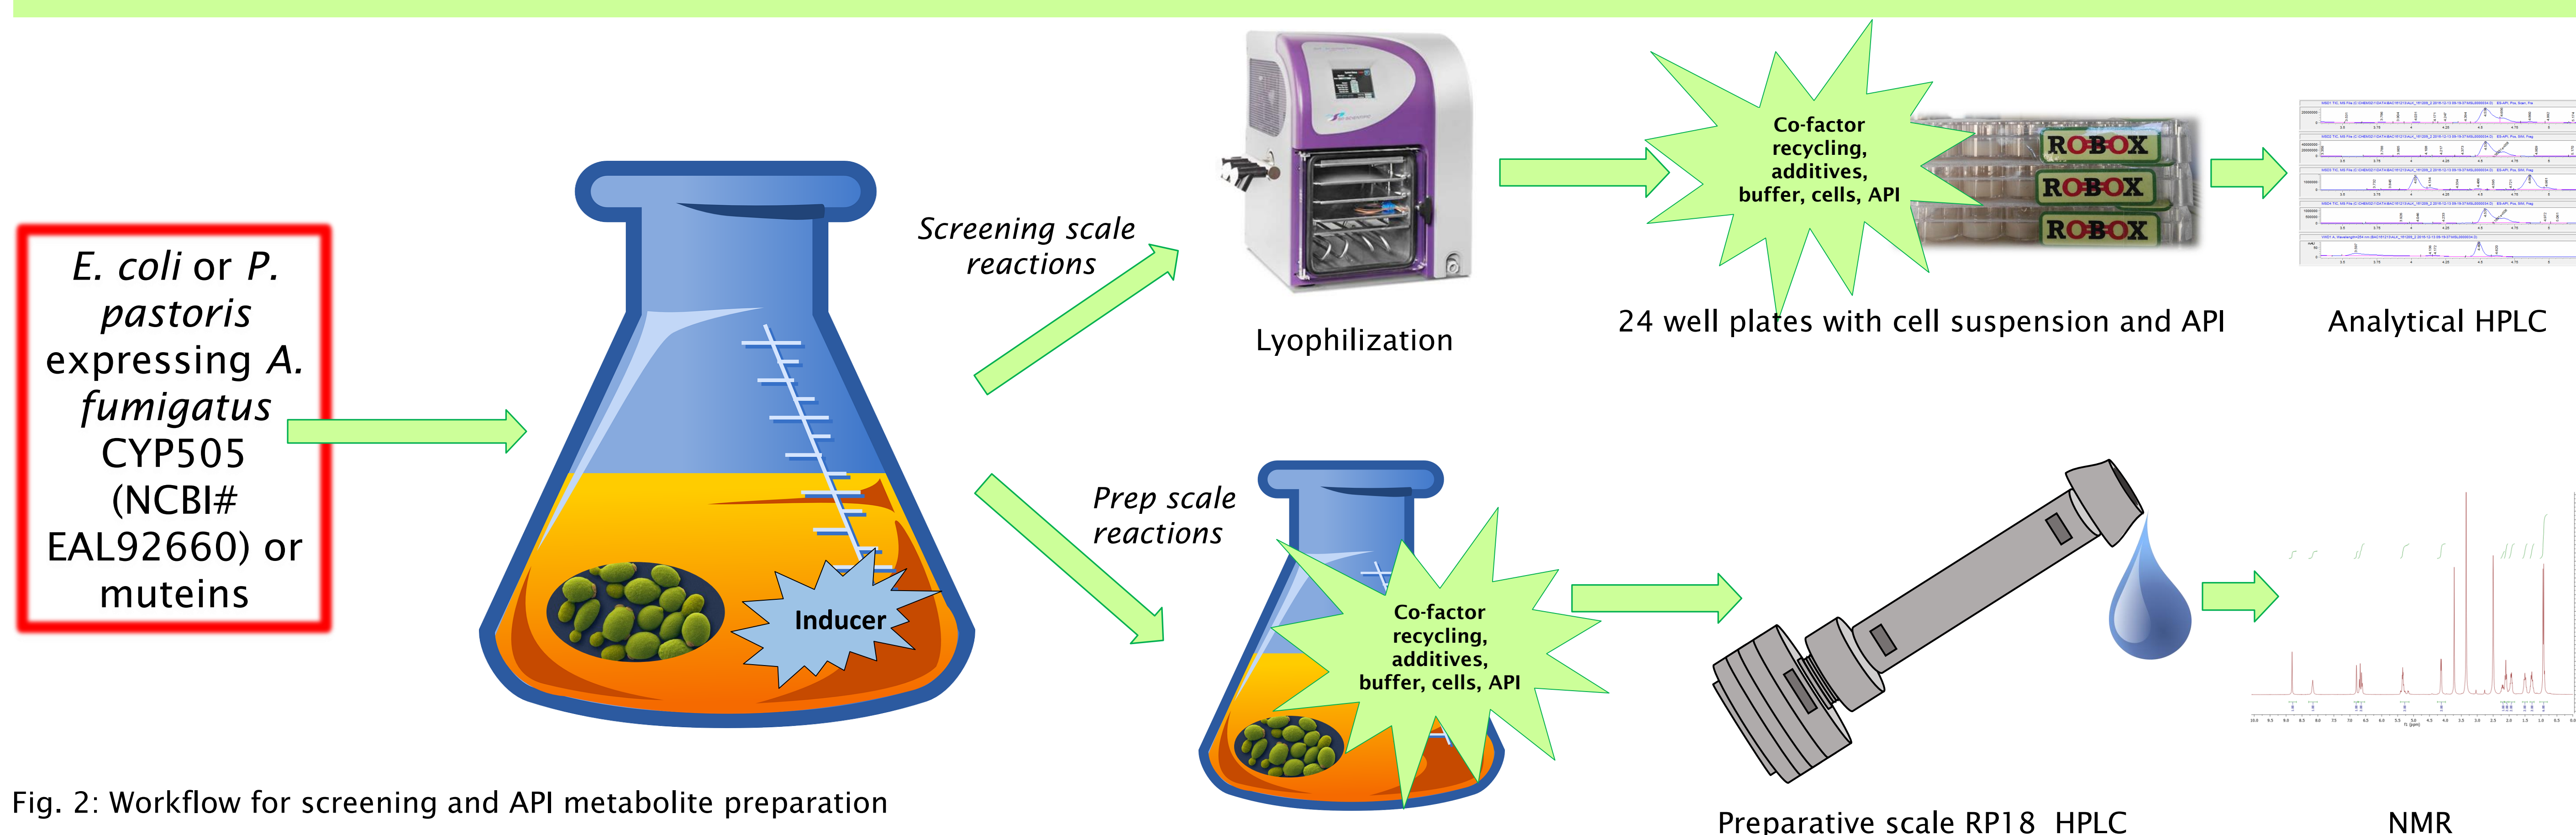 E. coli or P.
pastoris
expressing A.
fumigatus
CYP505
(NCBI#
EAL92660) or
muteins
Inducer
Screening scale
reactions
Lyophilization
Co-factor
recycling,
additives,
buffer, cells, API
ROBOX
ROBOX
ROBOX
24 well plates with cell suspension and API
Analytical HPLC
Prep scale
reactions
Co-factor
recycling,
additives,
buffer, cells, API
Preparative scale RP18 HPLC
NMR
Fig. 2: Workflow for screening and API metabolite preparation